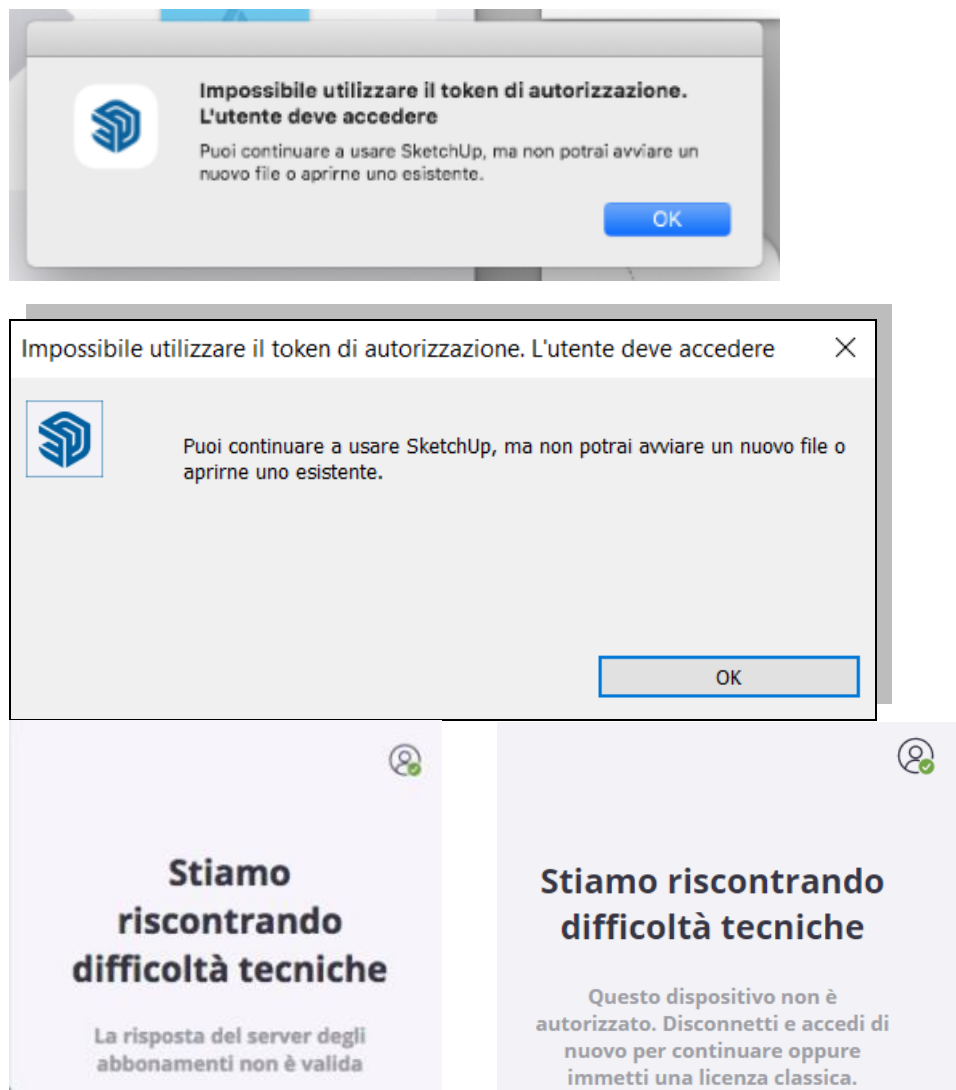 Impossibile utilizzare il token di autorizzazione.
L'utente deve accedere
Puoi continuare a usare SketchUp, ma non potrai avviare un
nuovo file o aprirne uno esistente.
OK
Impossibile utilizzare il token di autorizzazione. L'utente deve accedere
Puoi continuare a usare SketchUp, ma non potrai avviare un nuovo file o
aprirne uno esistente.
OK
Stiamo
riscontrando
difficoltà tecniche
La risposta del server degli
abbonamenti non è valida
Stiamo riscontrando
difficoltà tecniche
Questo dispositivo non è
autorizzato. Disconnetti e accedi di
nuovo per continuare oppure
immetti una licenza classica.